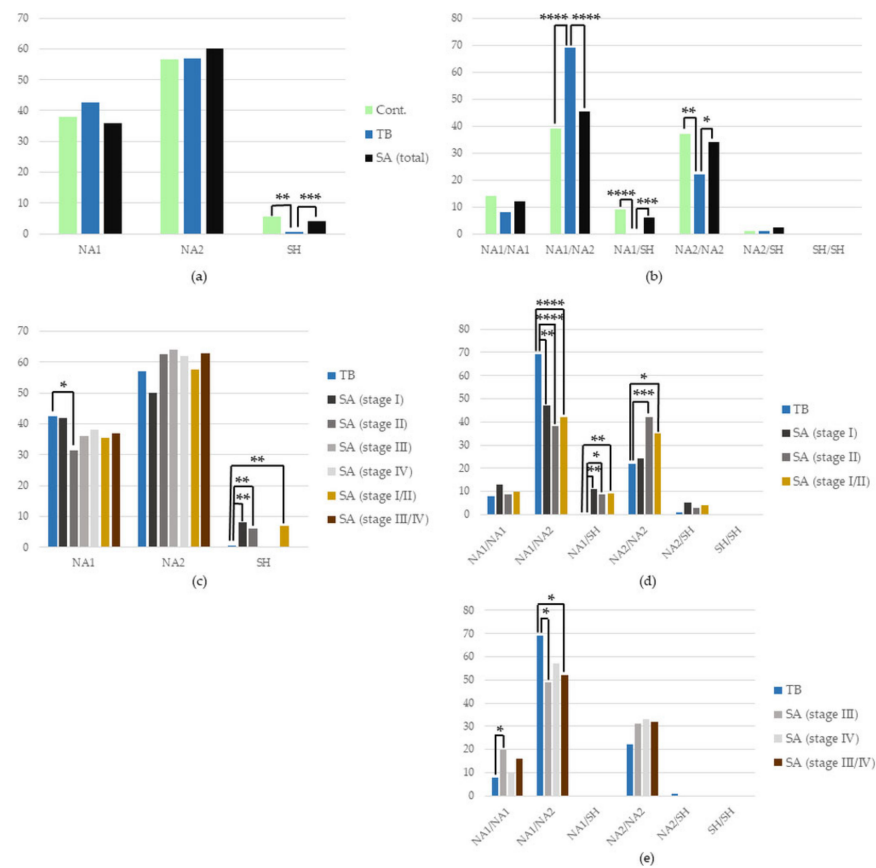 70
60
50
40
30
20
10
0
** ***
NA1 NA2 SH
Cont.
TB
SA (total)
(a)
80
70
60
50
40
30
20
10
0
**** ****
**** ***
** *
NA1/NA1 NA1/NA2 NA1/SH NA2/NA2 NA2/SH SH/SH
(b)
70
60
50
40
30
20
10
0
*
**
**
**
NA1 NA2 SH
TB
SA (stage I)
SA (stage II)
SA (stage III)
SA (stage IV)
SA (stage I/II)
SA (stage III/IV)
(c)
80
70
60
50
40
30
20
10
0
****
****
**
**
*
**
*
***
NA1/NA1 NA1/NA2 NA1/SH NA2/NA2 NA2/SH SH/SH
TB
SA (stage I)
SA (stage II)
SA (stage I/II)
(d)
80
70
60
50
40
30
20
10
0
*
*
*
NA1/NA1 NA1/NA2 NA1/SH NA2/NA2 NA2/SH SH/SH
TB
SA (stage III)
SA (stage IV)
SA (stage III/IV)
(e)